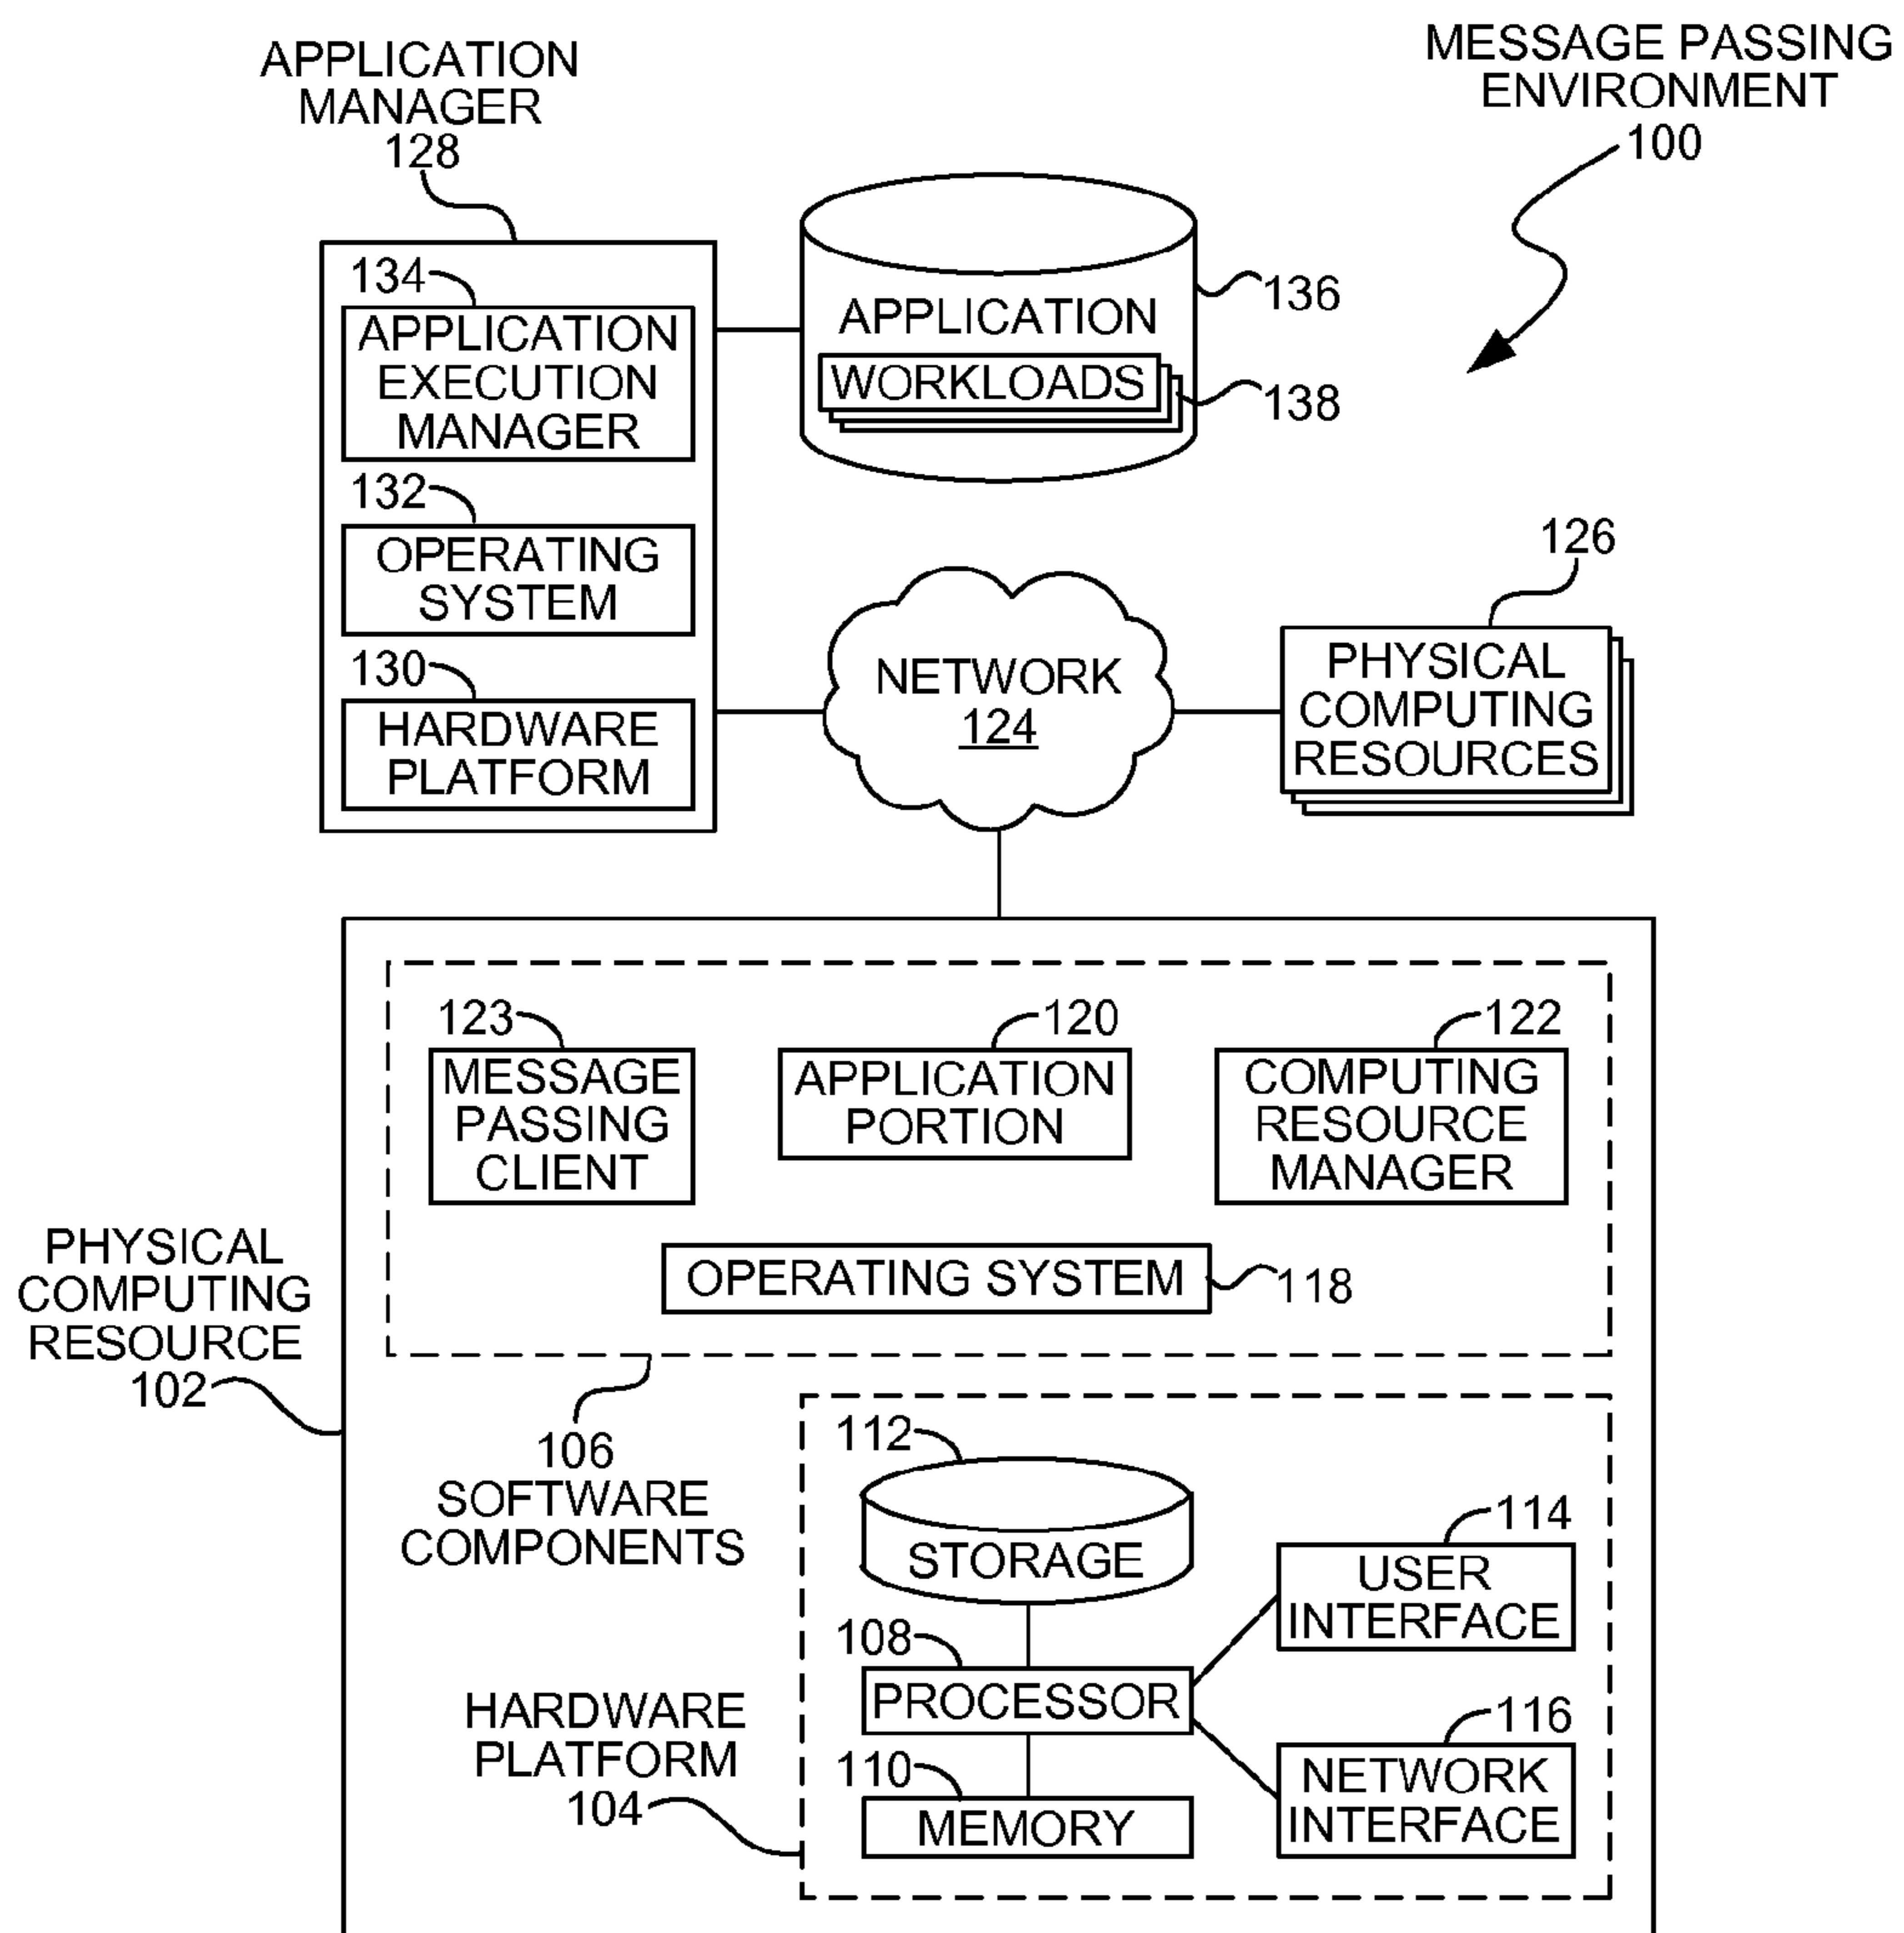 MESSAGE PASSING
ENVIRONMENT
100
APPLICATION
MANAGER
128
134
APPLICATION
EXECUTION
MANAGER
132
OPERATING
SYSTEM
130
HARDWARE
PLATFORM
APPLICATION
WORKLOADS
136
138
NETWORK
124
126
PHYSICAL
COMPUTING
RESOURCES
123
MESSAGE
PASSING
CLIENT
120
APPLICATION
PORTION
122
COMPUTING
RESOURCE
MANAGER
OPERATING SYSTEM
118
PHYSICAL
COMPUTING
RESOURCE
102
106
SOFTWARE
COMPONENTS
112
STORAGE
114
USER
INTERFACE
108
PROCESSOR
116
NETWORK
INTERFACE
110
MEMORY
HARDWARE
PLATFORM
104